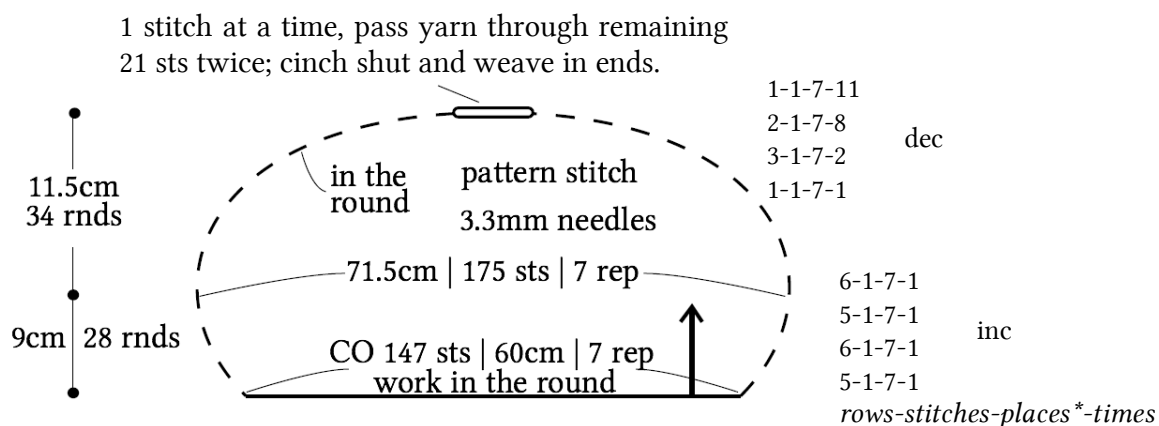 1 stitch at a time, pass yarn through remaining
21 sts twice; cinch shut and weave in ends.
1-1-7-11
2-1-7-8
3-1-7-2
1-1-7-1
dec
11.5cm
34 rnds
in the
round
pattern stitch
3.3mm needles
71.5cm | 175 sts | 7 rep
6-1-7-1
5-1-7-1
6-1-7-1
5-1-7-1
inc
9cm 28 rnds
CO 147 sts | 60cm | 7 rep
work in the round
rows-stitches-places*-times